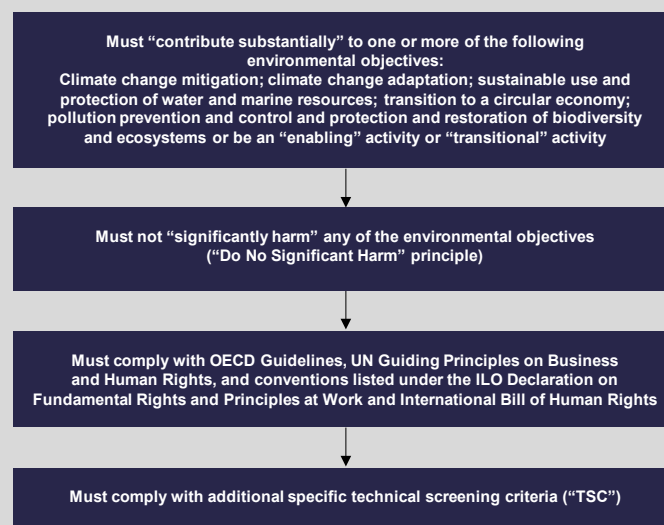 Must “contribute substantially” to one or more of the following
environmental objectives:
Climate change mitigation; climate change adaptation; sustainable use and
protection of water and marine resources; transition to a circular economy;
pollution prevention and control and protection and restoration of biodiversity
and ecosystems or be an “enabling” activity or “transitional” activity
Must not “significantly harm” any of the environmental objectives
(“Do No Significant Harm” principle)
Must comply with OECD Guidelines, UN Guiding Principles on Business
and Human Rights, and conventions listed under the ILO Declaration on
Fundamental Rights and Principles at Work and International Bill of Human Rights
Must comply with additional specific technical screening criteria (“TSC”)